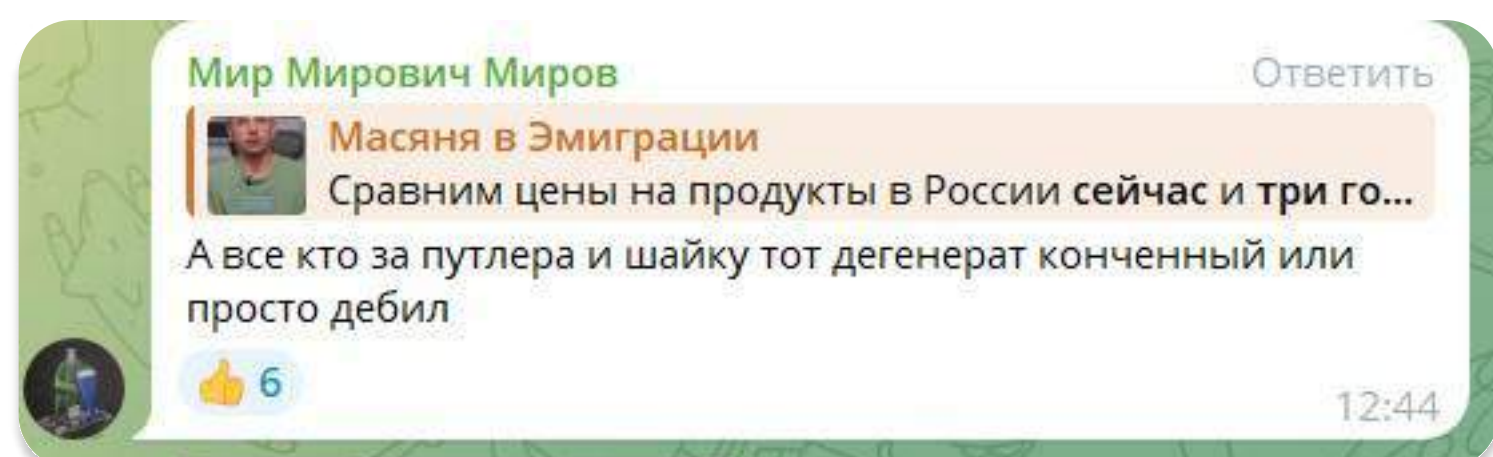 Мир Мирович Миров Ответить
Масяня в Эмиграции
Сравним цены на продукты в России сейчас и три го...
А все кто за путлера и шайку тот дегенерат конченный или
просто дебил
👍 6
12:44